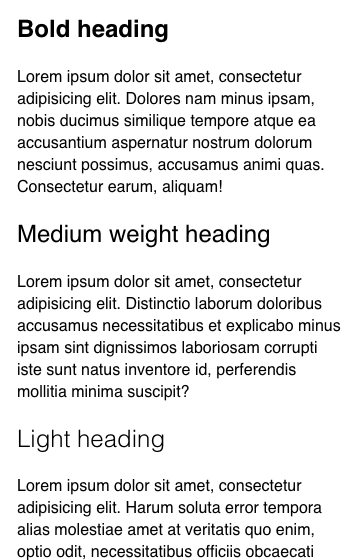 Bold heading
Lorem ipsum dolor sit amet, consectetur
adipisicing elit. Dolores nam minus ipsam,
nobis ducimus similique tempore atque ea
accusantium aspernatur nostrum dolorum
nesciunt possimus, accusamus animi quas.
Consectetur earum, aliquam!
Medium weight heading
Lorem ipsum dolor sit amet, consectetur
adipisicing elit. Distinctio laborum doloribus
accusamus necessitatibus et explicabo minus
ipsam sint dignissimos laboriosam corrupti
iste sunt natus inventore id, perferendis
mollitia minima suscipit?
Light heading
Lorem ipsum dolor sit amet, consectetur
adipisicing elit. Harum soluta error tempora
alias molestiae amet at veritatis quo enim,
optio odit, necessitatibus officiis obcaecati